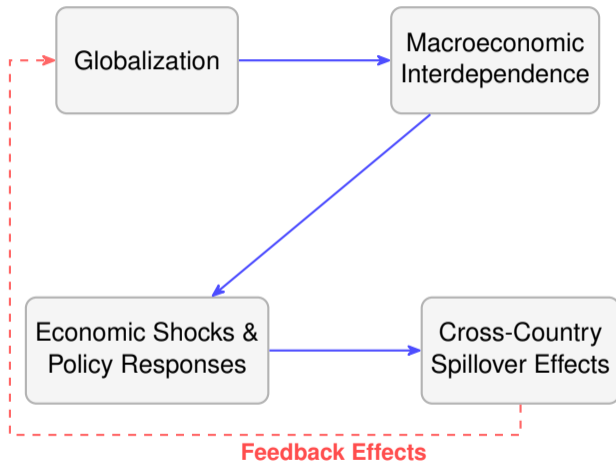 Globalization
Macroeconomic
Interdependence
Economic Shocks &
Policy Responses
Cross-Country
Spillover Effects
Feedback Effects